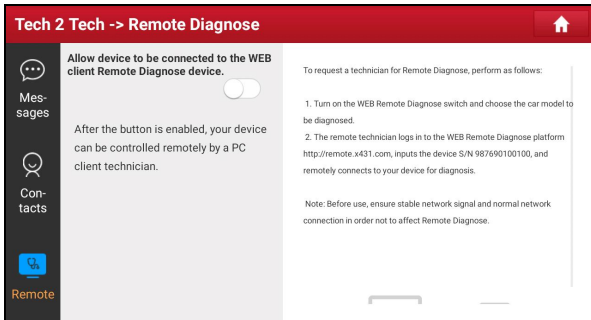 Tech 2 Tech -> Remote Diagnose
Mes-
sages
Con-
tacts
Remote
Allow device to be connected to the WEB
client Remote Diagnose device.
After the button is enabled, your device
can be controlled remotely by a PC
client technician.
To request a technician for Remote Diagnose, perform as follows:
1. Turn on the WEB Remote Diagnose switch and choose the car model to
be diagnosed.
2. The remote technician logs in to the WEB Remote Diagnose platform
http://remote.x431.com, inputs the device S/N 987690100100, and
remotely connects to your device for diagnosis.
Note: Before use, ensure stable network signal and normal network
connection in order not to affect Remote Diagnose.